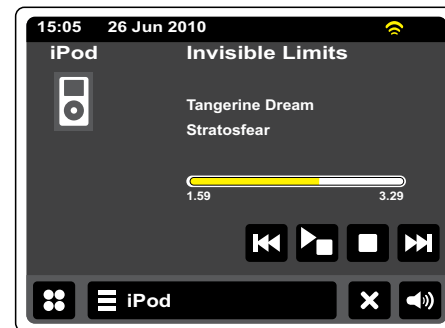 15:05 26 Jun 2010
iPod Invisible Limits
Tangerine Dream
Stratosfear
1.59 3.29
iPod